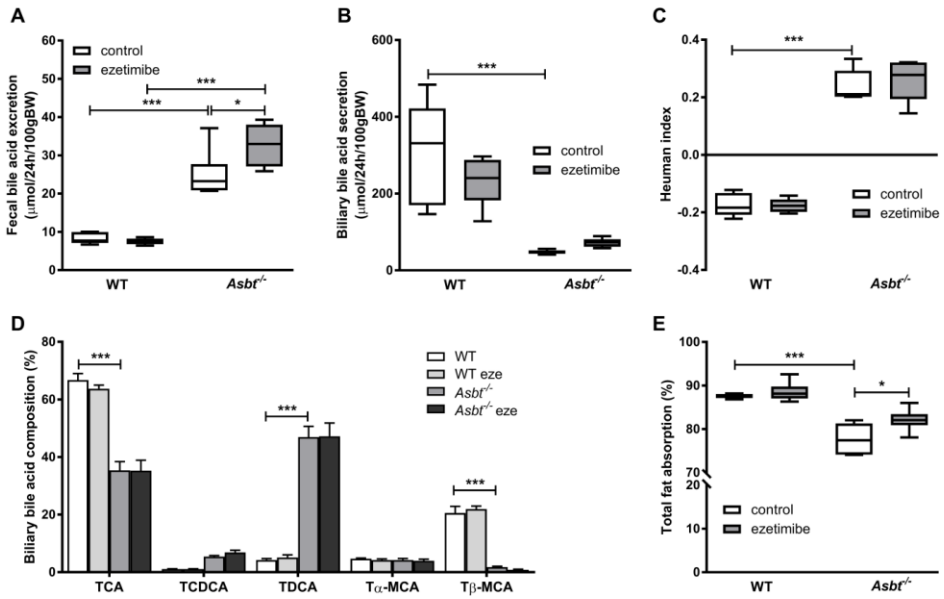 A
Fecal bile acid excretion
(μmol/24h/100gBW)
60
50
40
30
20
10
0
control
ezetimibe
***
***
*
WT
Asbt-/-
B
Biliary bile acid secretion
(μmol/24h/100gBW)
600
400
200
0
***
control
ezetimibe
WT
Asbt-/-
C
Heuman index
0.4
0.2
0.0
-0.2
-0.4
***
control
ezetimibe
WT
Asbt-/-
D
Biliary bile acid composition (%)
80
60
40
20
0
***
***
***
WT
WT eze
Asbt-/-
Asbt-/- eze
TCA
TCDCA
TDCA
Tα-MCA
Tβ-MCA
E
Total fat absorption (%)
100
90
80
70
20
10
0
***
*
control
ezetimibe
WT
Asbt-/-